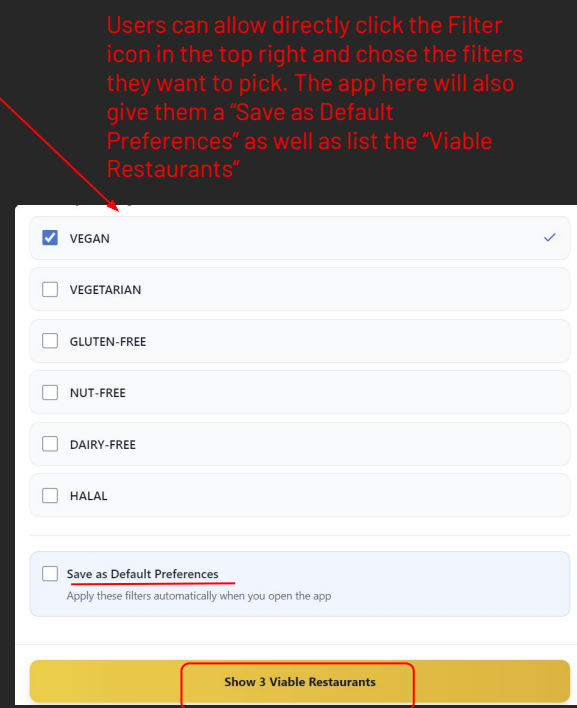 Users can allow directly click the Filter
icon in the top right and chose the filters
they want to pick. The app here will also
give them a “Save as Default
Preferences” as well as list the “Viable
Restaurants”
VEGAN
VEGETARIAN
GLUTEN-FREE
NUT-FREE
DAIRY-FREE
HALAL
Save as Default Preferences
Apply these filters automatically when you open the app
Show 3 Viable Restaurants